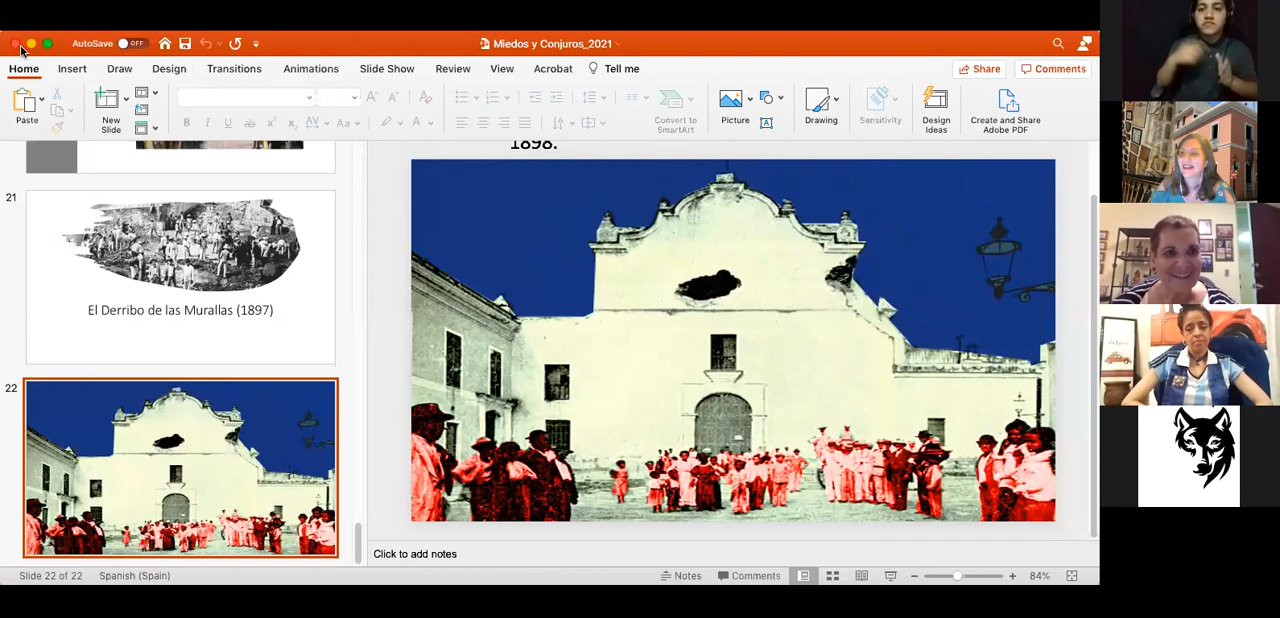 AutoSave OFF Miedos y Conjuros_2021
Home Insert Draw Design Transitions Animations Slide Show Review View Acrobat Tell me Share Comments
Paste New Slide Convert to SmartArt Picture Drawing Sensitivity Design Ideas Create and Share Adobe PDF
1898.
21
El Derribo de las Murallas (1897)
22
Click to add notes
Slide 22 of 22 Spanish (Spain) Notes Comments 84%